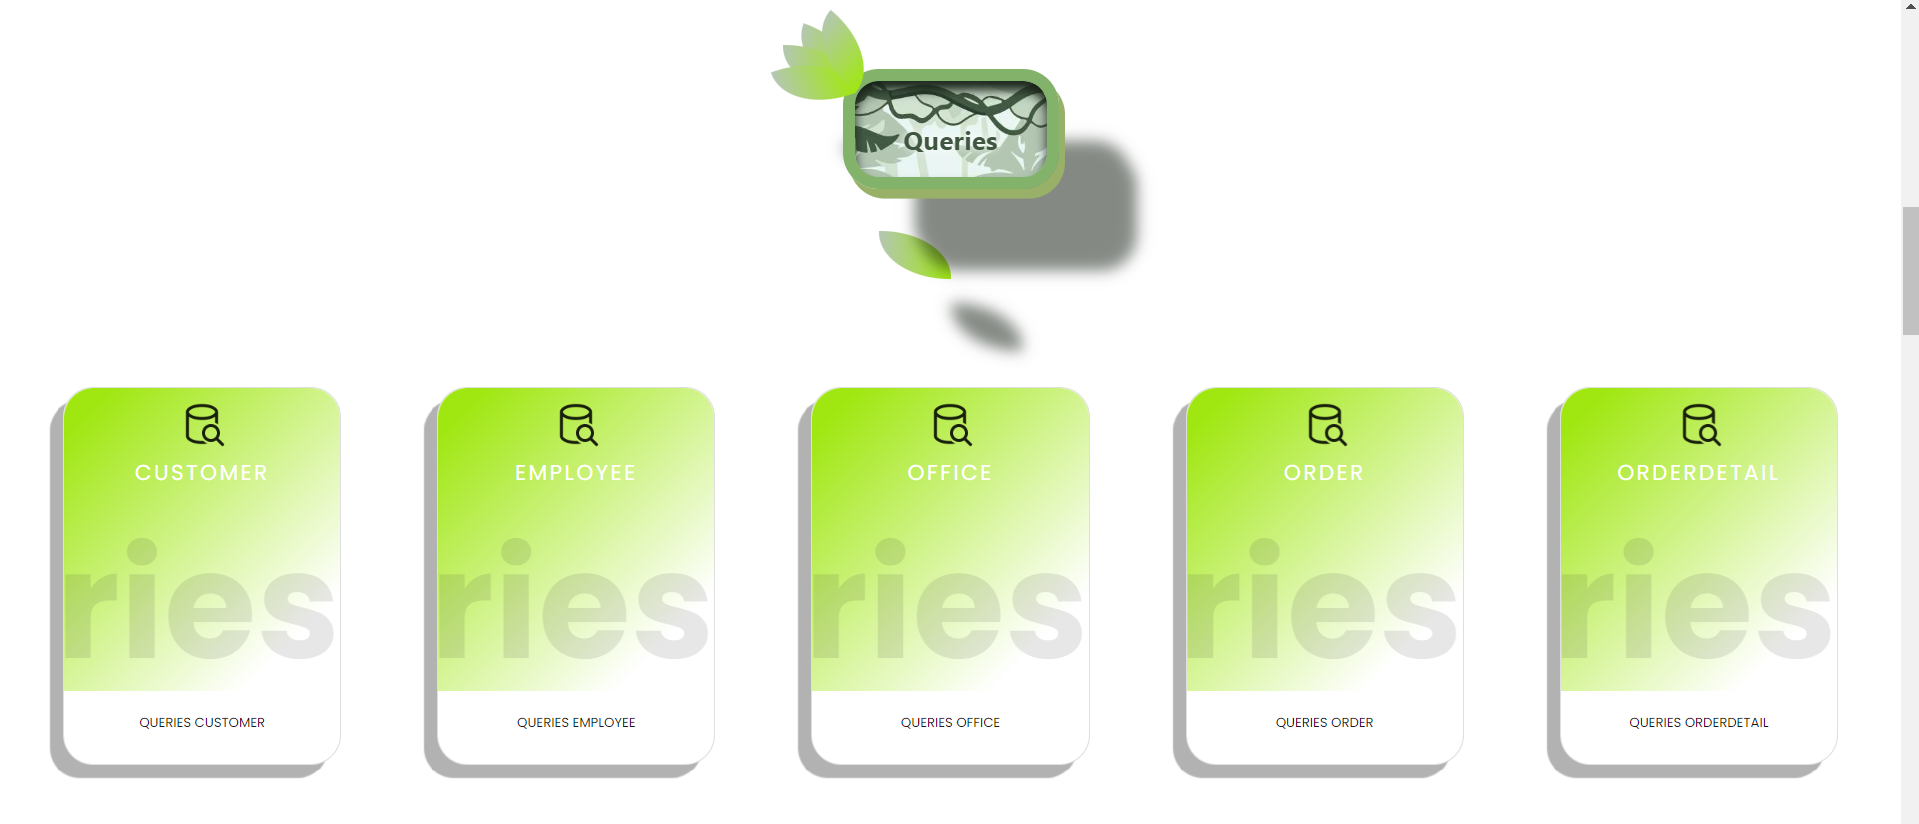 Queries
CUSTOMER
ries
QUERIES CUSTOMER
EMPLOYEE
ries
QUERIES EMPLOYEE
OFFICE
ries
QUERIES OFFICE
ORDER
ries
QUERIES ORDER
ORDERDETAIL
ries
QUERIES ORDERDETAIL